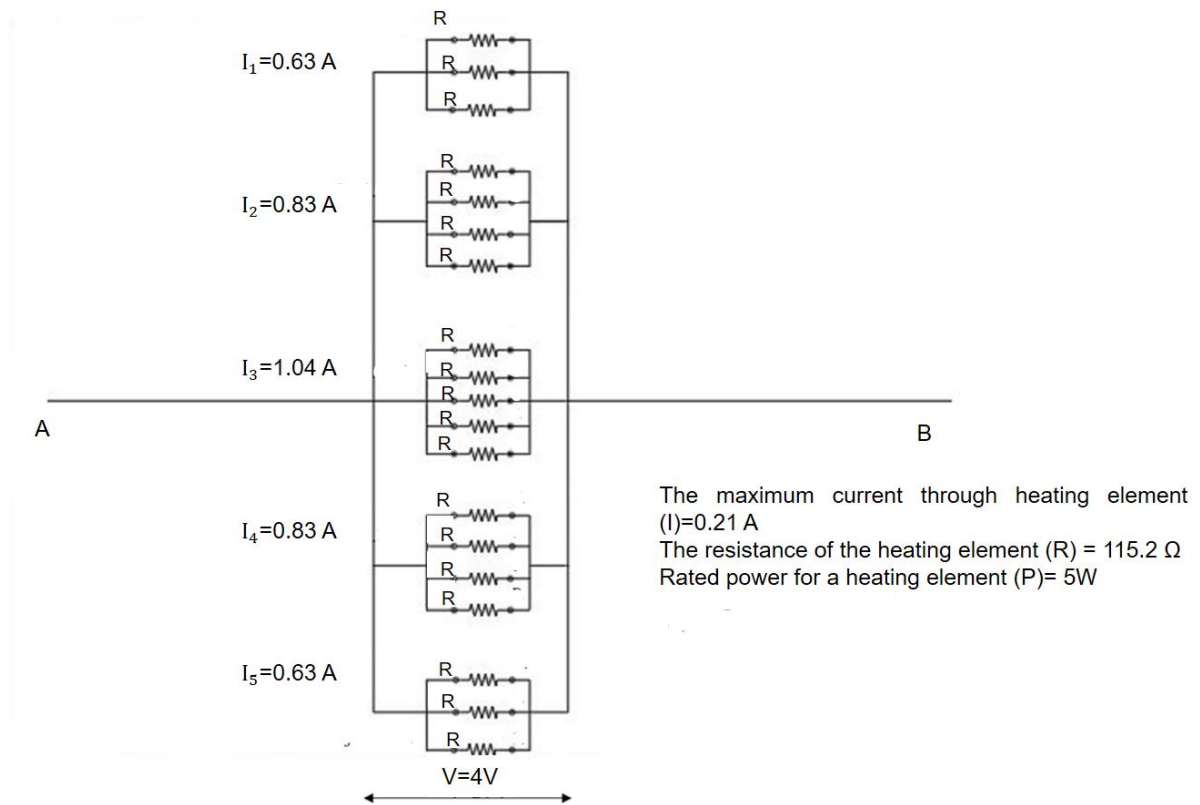 R
I₁=0.63 A
R
R
R
I₂=0.83 A
R
R
R
R
I₃=1.04 A
R
R
R
R
A
B
R
I₄=0.83 A
R
R
R
The maximum current through heating element
(I)=0.21 A
The resistance of the heating element (R) = 115.2 Ω
Rated power for a heating element (P)= 5W
I₅=0.63 A
R
R
R
V=4V